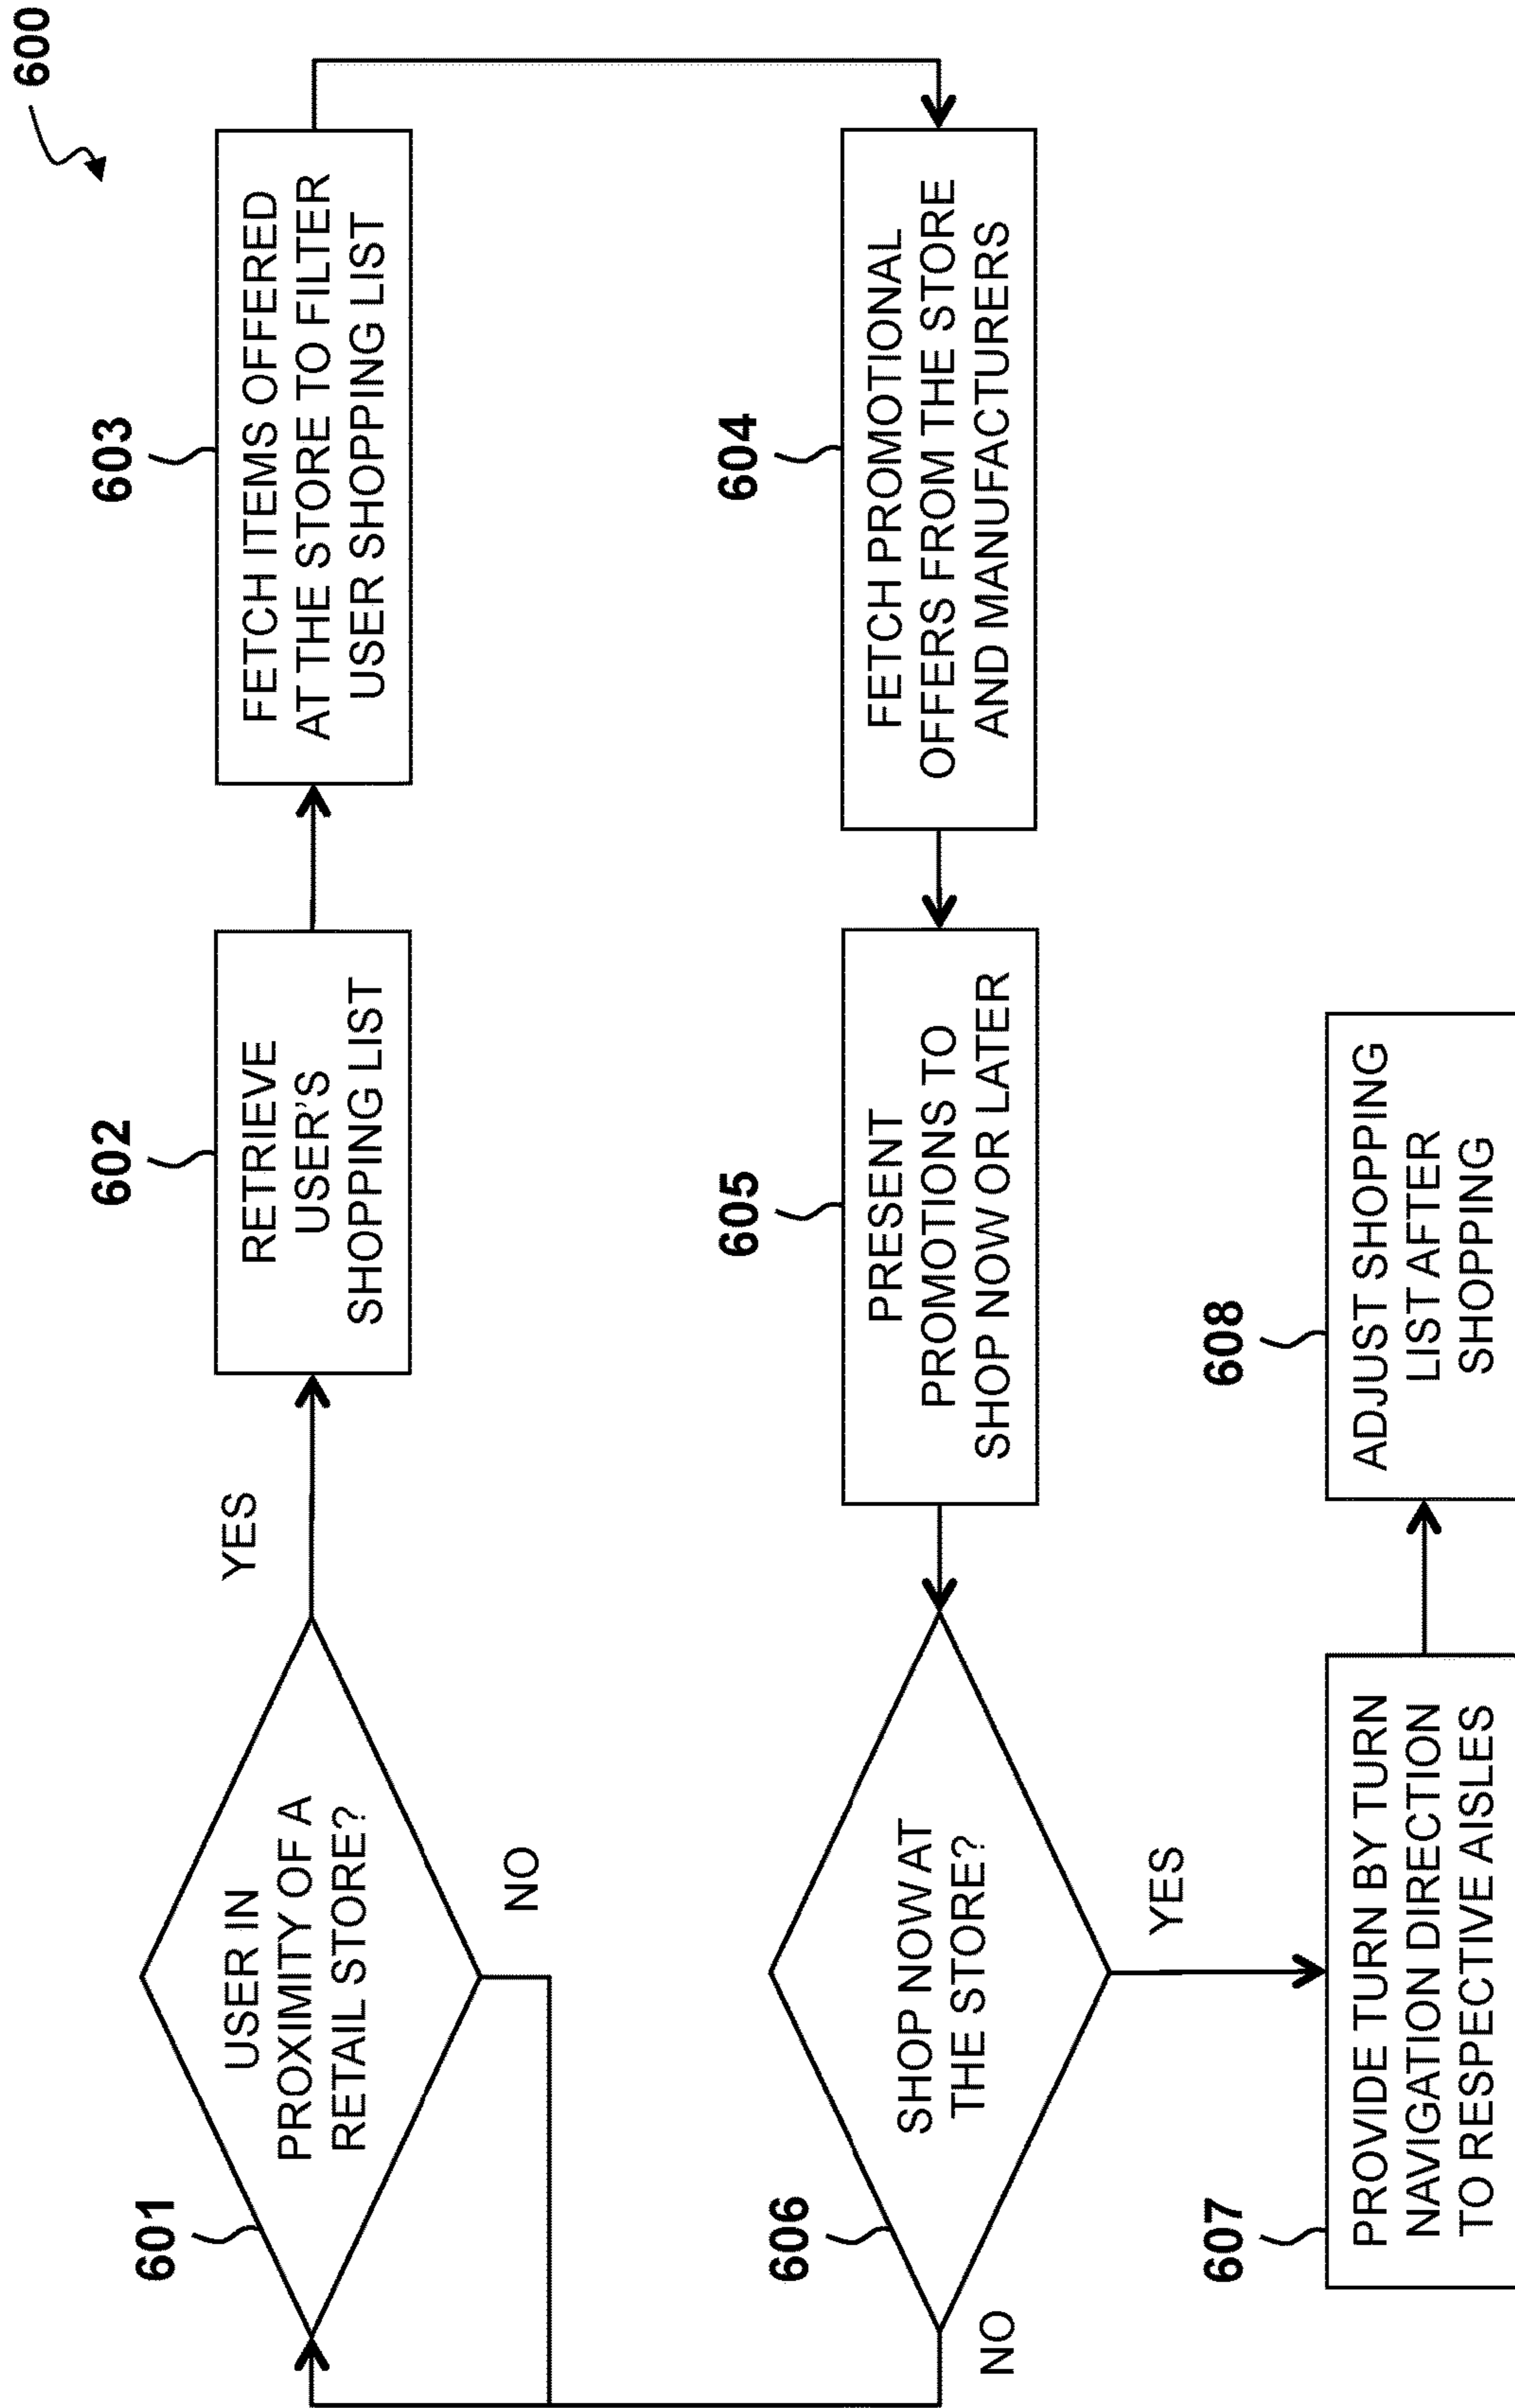 600
601
USER IN
PROXIMITY OF A
RETAIL STORE?
YES
NO
602
RETRIEVE
USER'S
SHOPPING LIST
603
FETCH ITEMS OFFERED
AT THE STORE TO FILTER
USER SHOPPING LIST
604
FETCH PROMOTIONAL
OFFERS FROM THE STORE
AND MANUFACTURERS
605
PRESENT
PROMOTIONS TO
SHOP NOW OR LATER
606
SHOP NOW AT
THE STORE?
NO
YES
607
PROVIDE TURN BY TURN
NAVIGATION DIRECTION
TO RESPECTIVE AISLES
608
ADJUST SHOPPING
LIST AFTER
SHOPPING